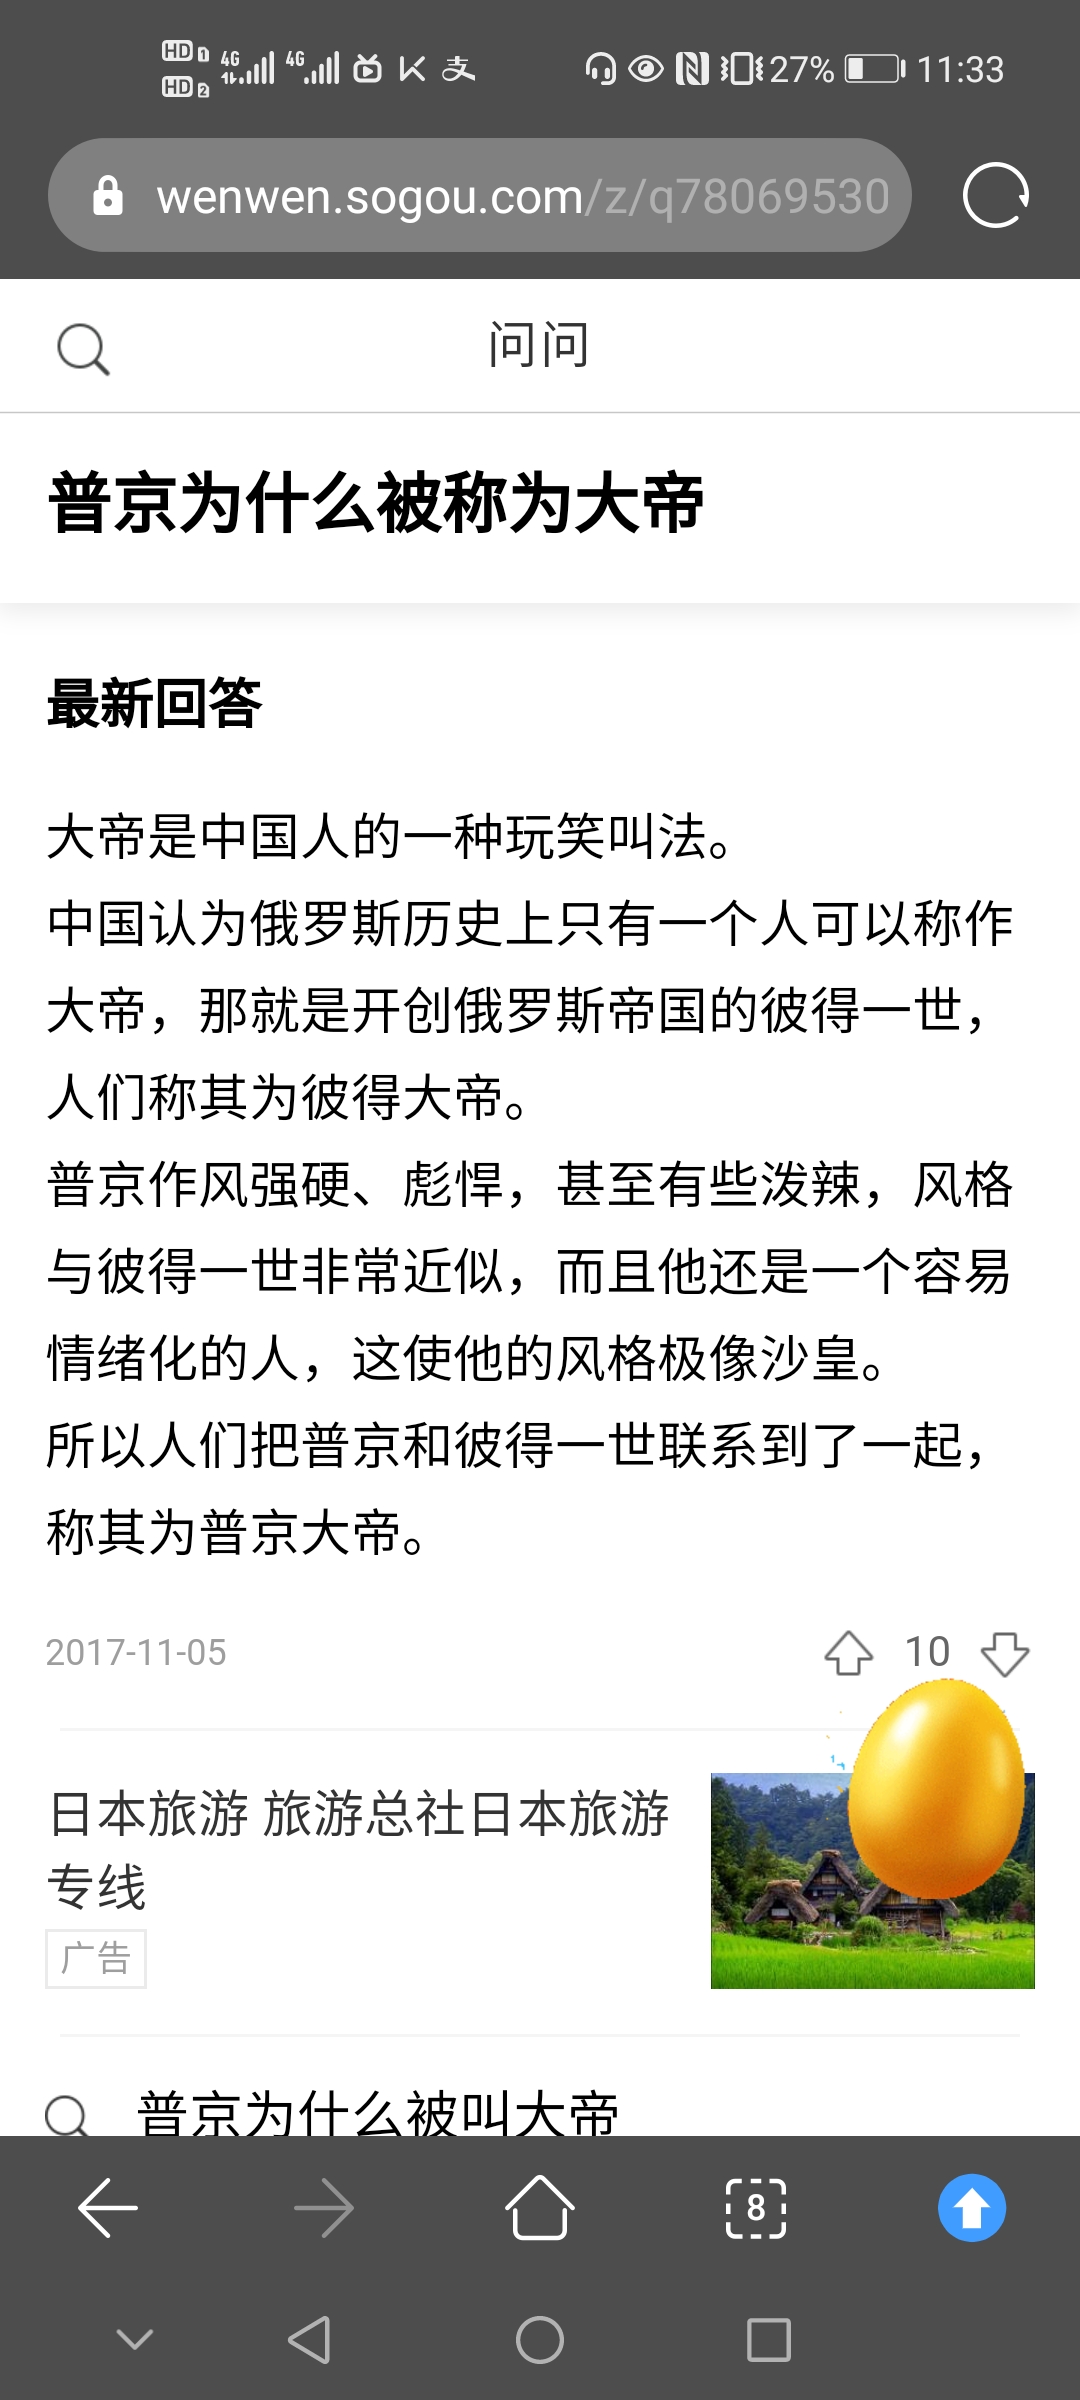 HD 1 4G 4G 27% 11:33
HD 2
wenwen.sogou.com/z/q78069530
问问
普京为什么被称为大帝
最新回答
大帝是中国人的一种玩笑叫法。
中国认为俄罗斯历史上只有一个人可以称作
大帝，那就是开创俄罗斯帝国的彼得一世，
人们称其为彼得大帝。
普京作风强硬、彪悍，甚至有些泼辣，风格
与彼得一世非常近似，而且他还是一个容易
情绪化的人，这使他的风格极像沙皇。
所以人们把普京和彼得一世联系到了一起，
称其为普京大帝。
2017-11-05 10
日本旅游 旅游总社日本旅游
专线
广告
普京为什么被叫大帝
8